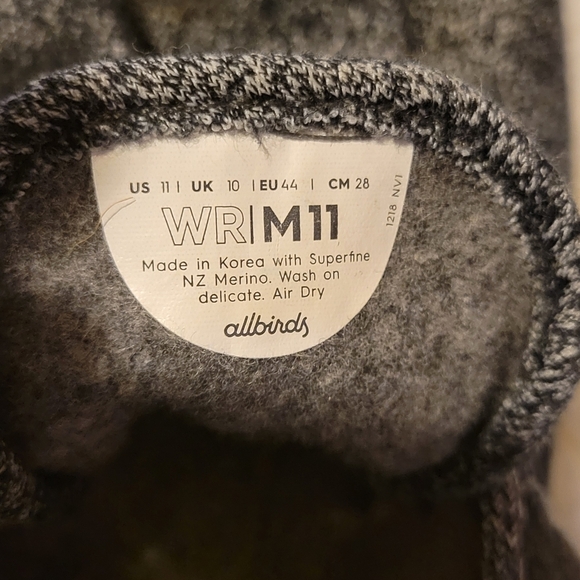 US 11 | UK 10 | EU 44 | CM 28
WR|M11
Made in Korea with Superfine
NZ Merino. Wash on
delicate. Air Dry
allbirds
1218 NV1